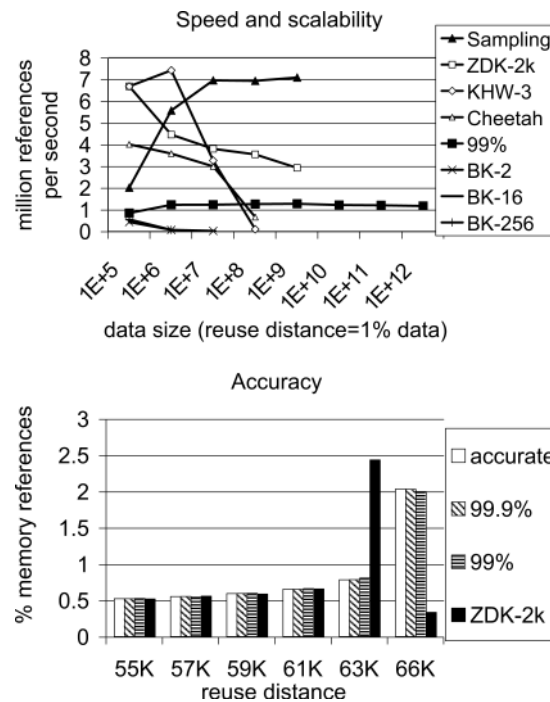 Speed and scalability
million references
per second
8
7
6
5
4
3
2
1
0
1E+5
1E+6
1E+7
1E+8
1E+9
1E+10
1E+11
1E+12
data size (reuse distance=1% data)
Sampling
ZDK-2k
KHW-3
Cheetah
99%
BK-2
BK-16
BK-256
Accuracy
% memory references
3
2.5
2
1.5
1
0.5
0
55K 57K 59K 61K 63K 66K
reuse distance
accurate
99.9%
99%
ZDK-2k